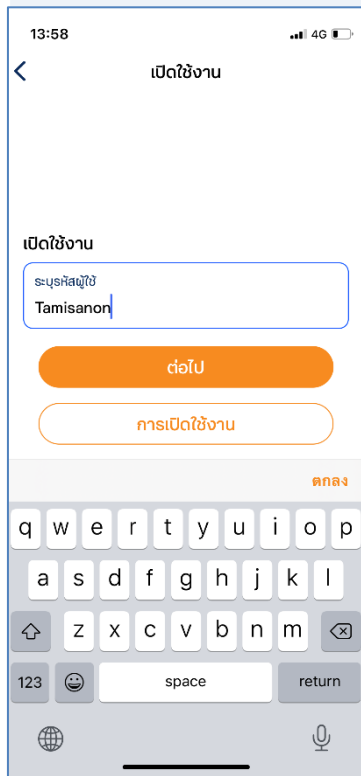 13:58
4G
เปิดใช้งาน
เปิดใช้งาน
ระบุรหัสผู้ใช้
Tamisanon
ต่อไป
การเปิดใช้งาน
ตกลง
q w e r t y u i o p
a s d f g h j k l
z x c v b n m
123 space return